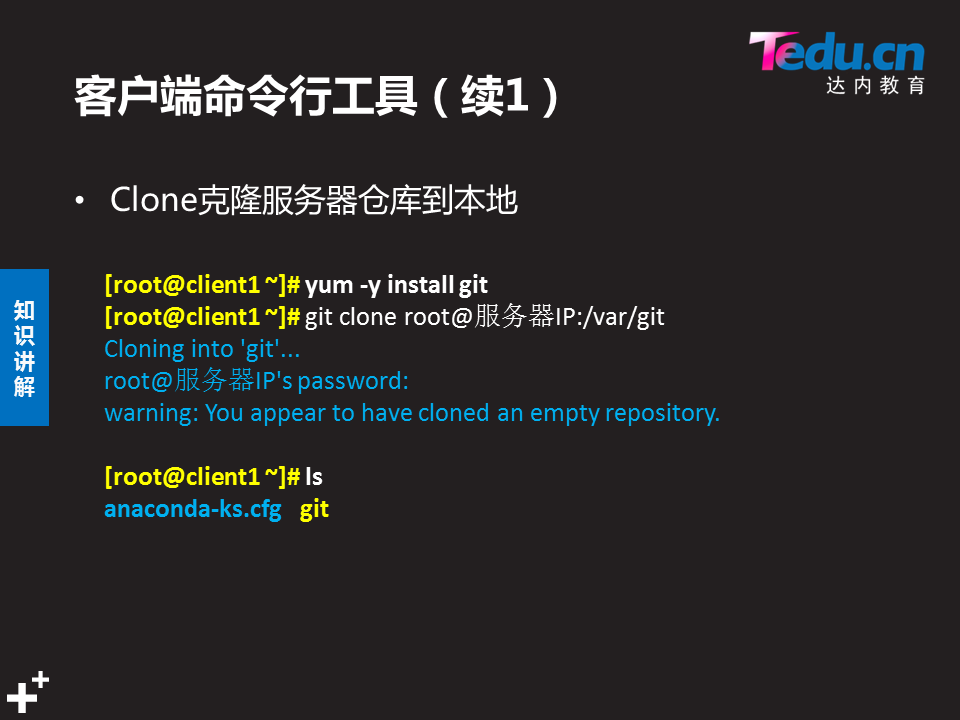 Tedu.cn
达内教育
客户端命令行工具（续1）
• Clone克隆服务器仓库到本地
知识讲解
[root@client1 ~]# yum -y install git
[root@client1 ~]# git clone root@服务器IP:/var/git
Cloning into 'git'...
root@服务器IP's password:
warning: You appear to have cloned an empty repository.
[root@client1 ~]# ls
anaconda-ks.cfg git